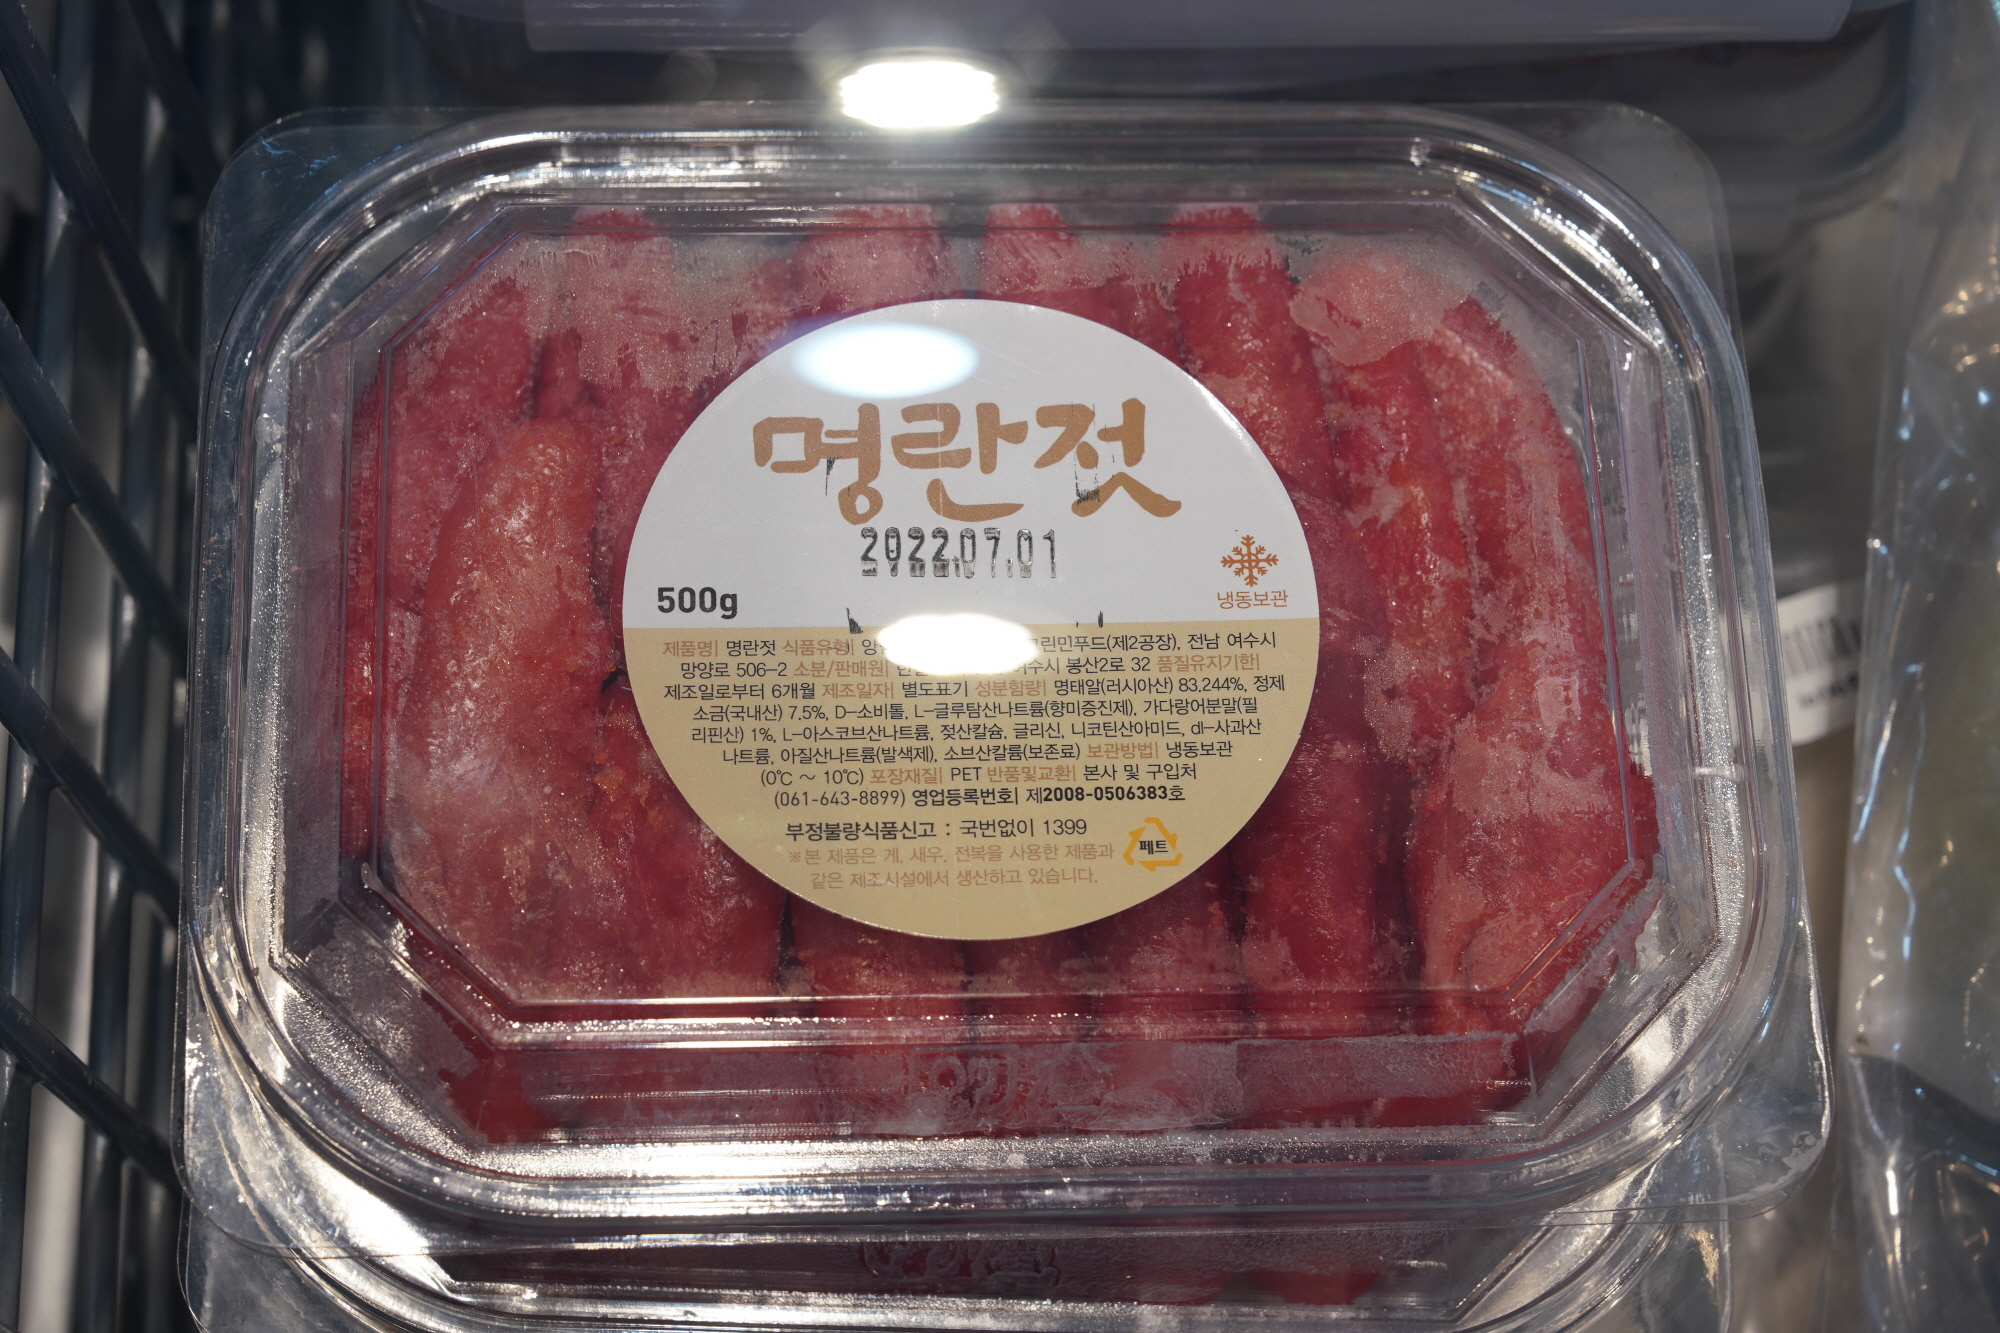 명란젓
2022.07.01
500g
냉동보관
제품명| 명란젓 식품유형| 그린민푸드(제2공장), 전남 여수시
망양로 506-2 소분/판매원| 여수시 봉산2로 32 품질유지기한|
제조일로부터 6개월 제조일자| 별도표기 성분함량| 명태알(러시아산) 83.244%, 정제
소금(국내산) 7.5%, D-소비톨, L-글루탐산나트륨(향미증진제), 가다랑어분말(필
리핀산) 1%, L-아스코브산나트륨, 젖산칼슘, 글리신, 니코틴산아미드, dl-사과산
나트륨, 아질산나트륨(발색제), 소브산칼륨(보존료) 보관방법| 냉동보관
(0℃ ~ 10℃) 포장재질| PET 반품및교환| 본사 및 구입처
(061-643-8899) 영업등록번호| 제2008-0506383호
부정불량식품신고 : 국번없이 1399
※본 제품은 게, 새우, 전복을 사용한 제품과
같은 제조시설에서 생산하고 있습니다.
페트